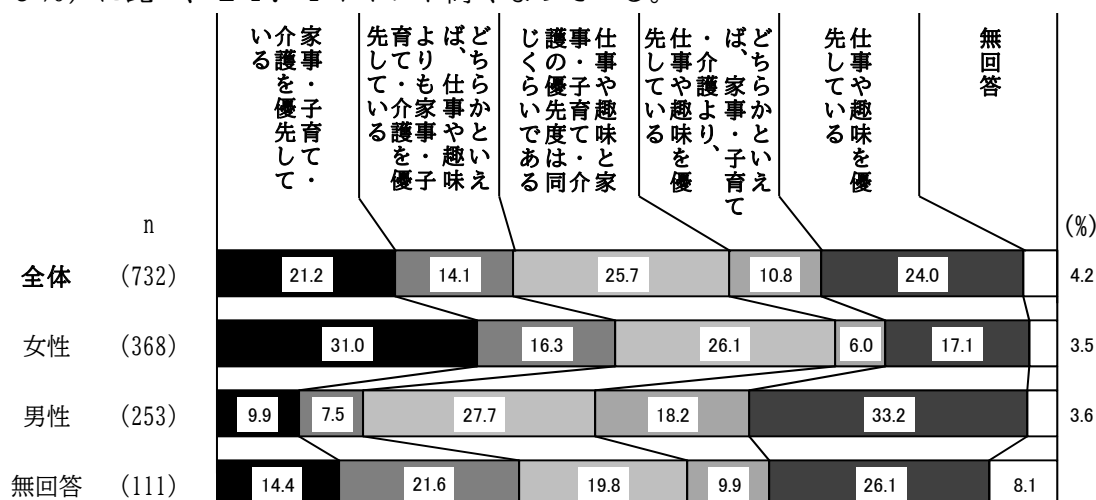 家事・子育て・
介護を優先して
いる
どちらかといえ
ば、仕事や趣味
よりも家事・子
育て・介護を優
先している
仕事や趣味と家
事・子育て・介
護の優先度は同
じくらいである
どちらかといえ
ば、家事・子育て
・介護より、
仕事や趣味を優
先している
仕事や趣味を優
先している
無回答
n
(%)
全体 (732) 21.2 14.1 25.7 10.8 24.0 4.2
女性 (368) 31.0 16.3 26.1 6.0 17.1 3.5
男性 (253) 9.9 7.5 27.7 18.2 33.2 3.6
無回答 (111) 14.4 21.6 19.8 9.9 26.1 8.1